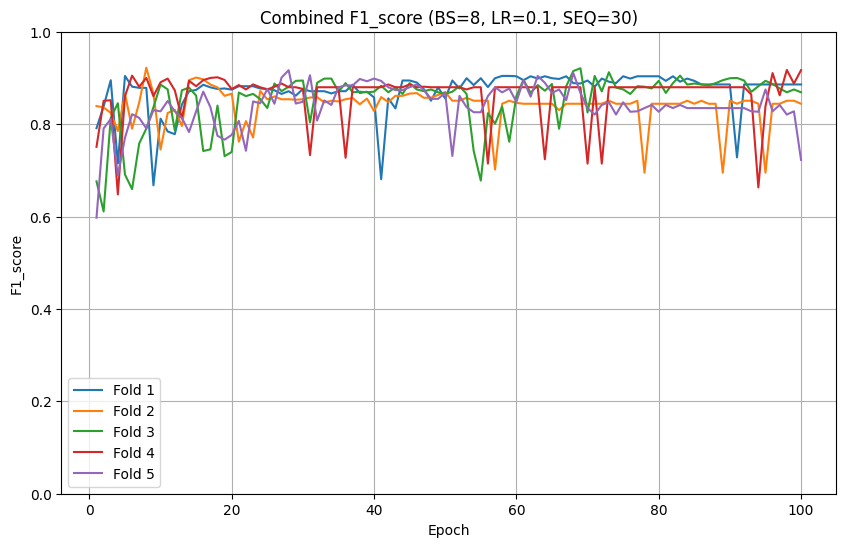 Combined F1_score (BS=8, LR=0.1, SEQ=30)
1.0
0.8
0.6
0.4
0.2
0.0
F1_score
Fold 1
Fold 2
Fold 3
Fold 4
Fold 5
0 20 40 60 80 100
Epoch